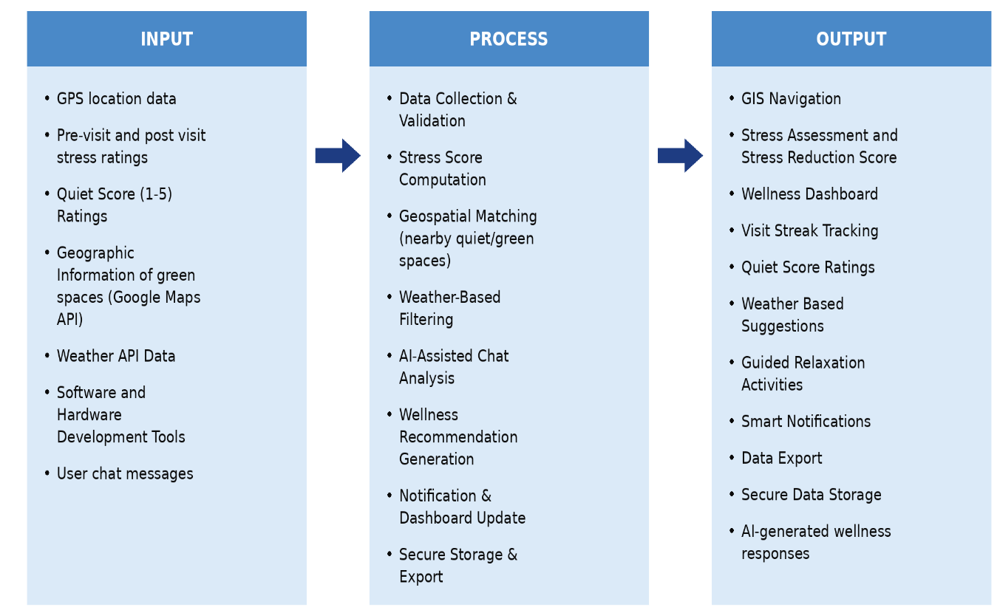 INPUT
• GPS location data
• Pre-visit and post visit
stress ratings
• Quiet Score (1-5)
Ratings
• Geographic
Information of green
spaces (Google Maps
API)
• Weather API Data
• Software and
Hardware
Development Tools
• User chat messages
PROCESS
• Data Collection &
Validation
• Stress Score
Computation
• Geospatial Matching
(nearby quiet/green
spaces)
• Weather-Based
Filtering
• AI-Assisted Chat
Analysis
• Wellness
Recommendation
Generation
• Notification &
Dashboard Update
• Secure Storage &
Export
OUTPUT
• GIS Navigation
• Stress Assessment and
Stress Reduction Score
• Wellness Dashboard
• Visit Streak Tracking
• Quiet Score Ratings
• Weather Based
Suggestions
• Guided Relaxation
Activities
• Smart Notifications
• Data Export
• Secure Data Storage
• AI-generated wellness
responses